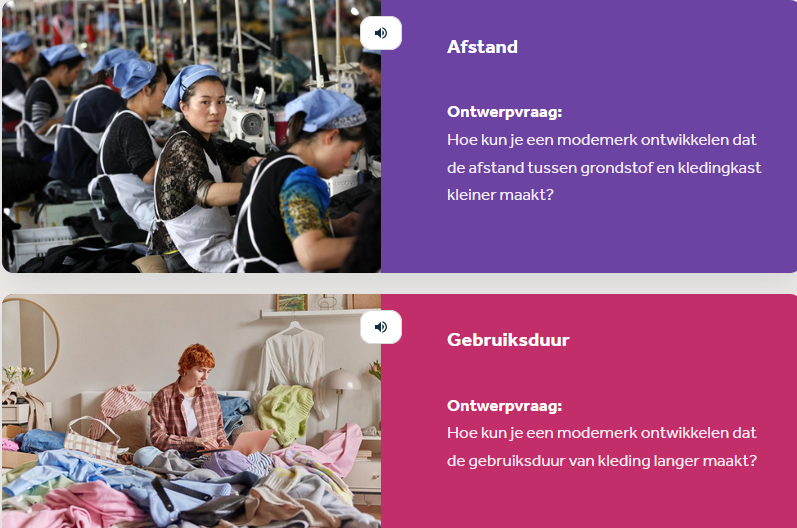 Afstand
Ontwerpvraag:
Hoe kun je een modemerk ontwikkelen dat
de afstand tussen grondstof en kledingkast
kleiner maakt?
Gebruiksduur
Ontwerpvraag:
Hoe kun je een modemerk ontwikkelen dat
de gebruiksduur van kleding langer maakt?